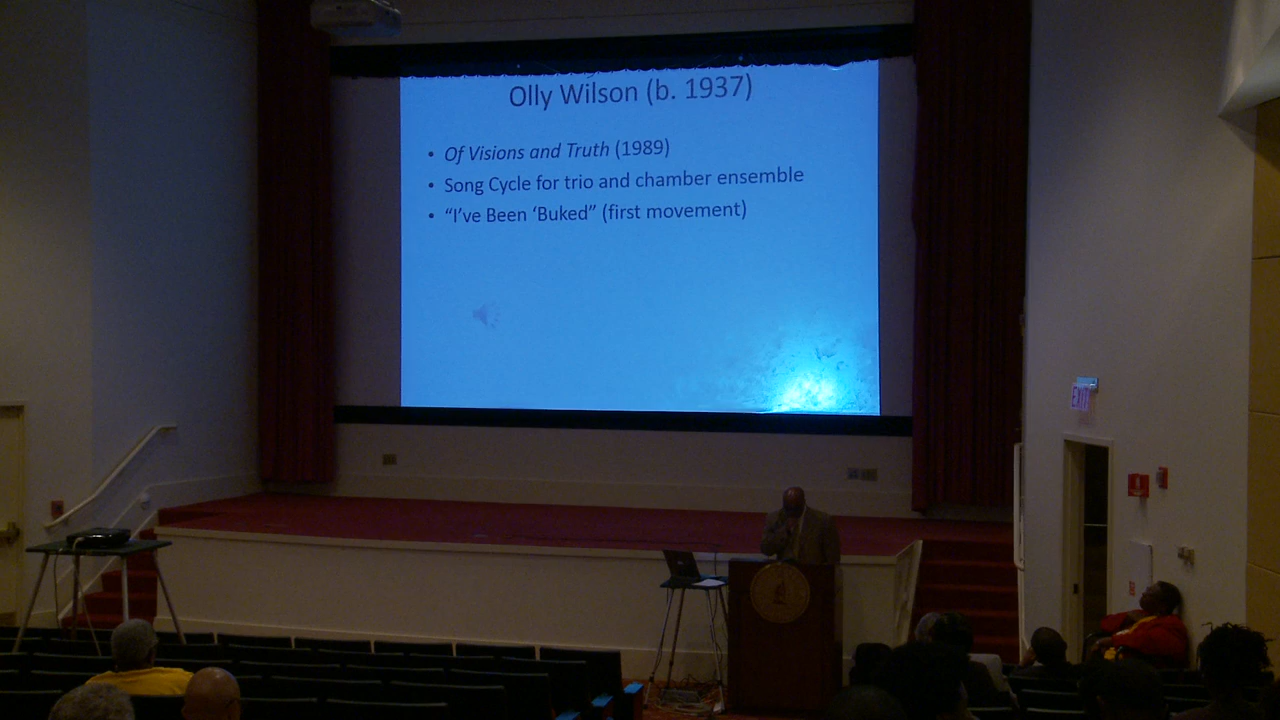 Olly Wilson (b. 1937)
• Of Visions and Truth (1989)
• Song Cycle for trio and chamber ensemble
• “I’ve Been ‘Buked” (first movement)
EXIT